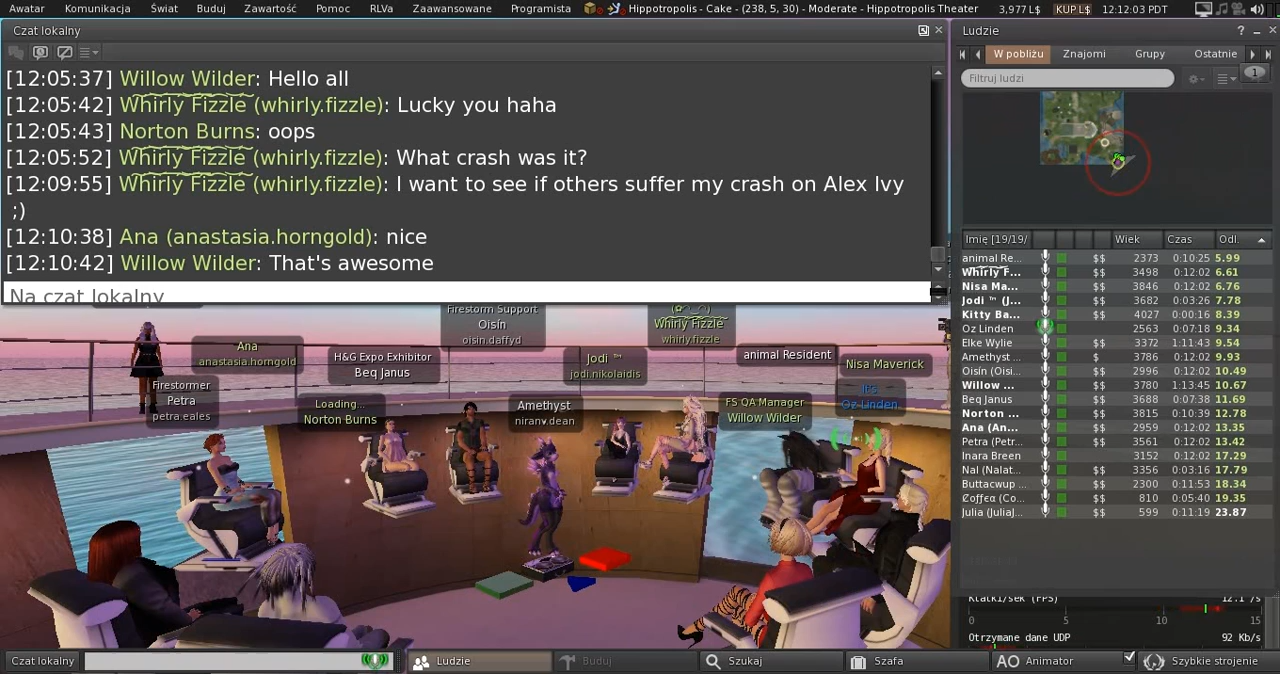 Awatar Komunikacja Świat Buduj Zawartość Pomoc RLVa Zaawansowane Programista Hippotropolis - Cake - (238, 5, 30) - Moderate - Hippotropolis Theater 3,977 L$ KUP L$ 12:12:03 PDT
Czat lokalny
[12:05:37] Willow Wilder: Hello all
[12:05:42] Whirly Fizzle (whirly.fizzle): Lucky you haha
[12:05:43] Norton Burns: oops
[12:05:52] Whirly Fizzle (whirly.fizzle): What crash was it?
[12:09:55] Whirly Fizzle (whirly.fizzle): I want to see if others suffer my crash on Alex Ivy
;)
[12:10:38] Ana (anastasia.horngold): nice
[12:10:42] Willow Wilder: That's awesome
Na czat lokalny
Firestorm Support
Oisín
oisin.daffyd
Whirly Fizzle
whirly.fizzle
Ana
anastasia.horngold
H&G Expo Exhibitor
Beq Janus
Jodi ™
jodi.nikolaidis
animal Resident
Nisa Maverick
Firestormer
Petra
petra.eales
Loading...
Norton Burns
Amethyst
niranv.dean
FS QA Manager
Willow Wilder
It's
Oz Linden
Ludzie
? _ ×
W pobliżu Znajomi Grupy Ostatnie
1
Filtruj ludzi
Imię [19/19/ Wiek Czas Odl.
animal Re... $$ 2373 0:10:25 5.99
Whirly F... $$ 3498 0:12:02 6.61
Nisa Ma... $$ 3846 0:12:02 6.76
Jodi ™ (J... $$ 3682 0:03:26 7.78
Kitty Ba... $$ 4027 0:00:16 8.39
Oz Linden 2563 0:07:18 9.34
Elke Wylie $$ 3372 1:11:43 9.54
Amethyst ... $ 3786 0:12:02 9.93
Oisín (Oisi... $$ 2996 0:12:02 10.49
Willow ... $$ 3780 1:13:45 10.67
Beq Janus $$ 3688 0:07:38 11.69
Norton ... $$ 3815 0:10:39 12.78
Ana (An... $$ 2959 0:12:02 13.35
Petra (Petr... $$ 3561 0:12:02 13.42
Inara Breen 3152 0:12:02 17.29
Nal (Nalat... $$ 3356 0:03:16 17.79
Buttacwup ... $$ 2300 0:11:53 18.34
(Co... $$ 810 0:05:40 19.35
Julia (JuliaJ... $$ 599 0:11:19 23.87
Klatki/sek (FPS) 12.1 /s
0 5 10 15
Otrzymane dane UDP 92 Kb/s
Czat lokalny Ludzie Buduj Szukaj Szafa AO Animator Szybkie strojenie